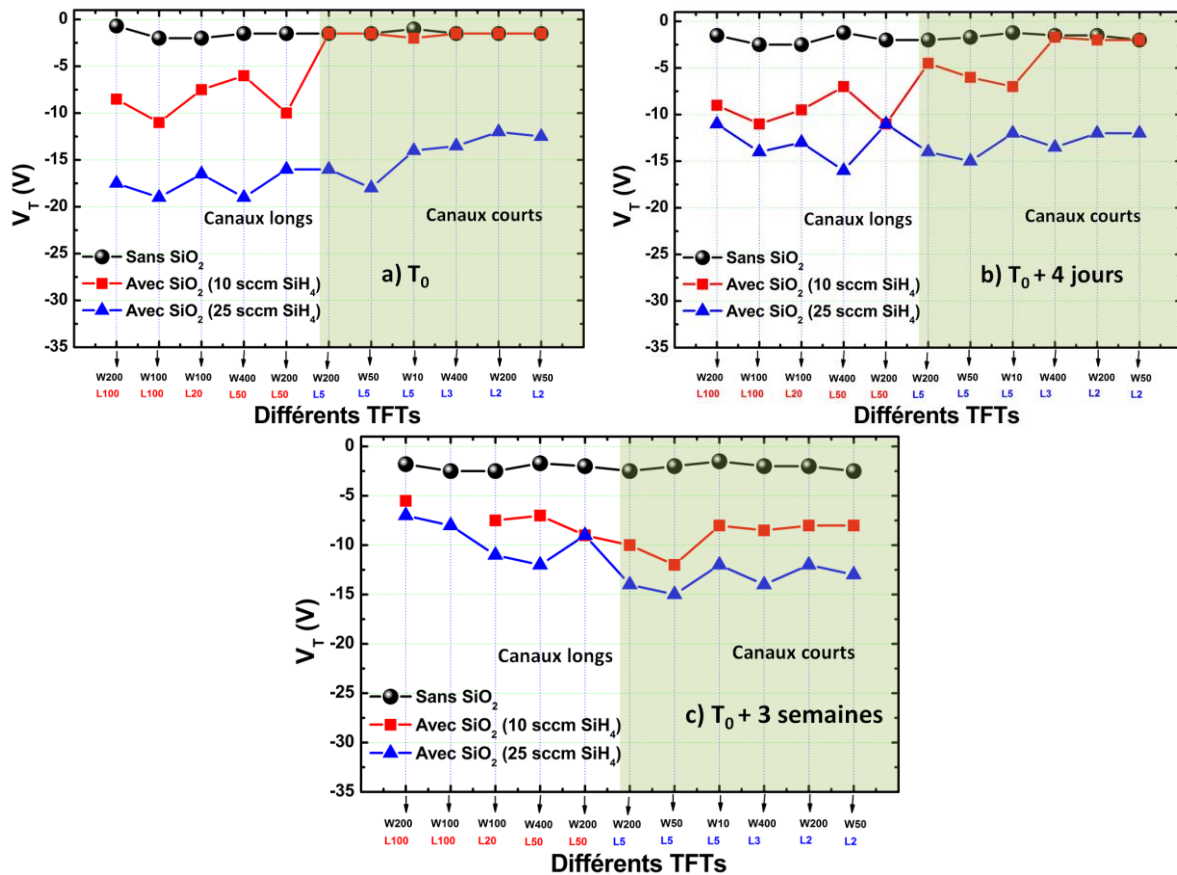 0
-5
-10
-15
-20
-25
-30
-35
V_T (V)
Canaux longs
Canaux courts
Sans SiO₂
Avec SiO₂ (10 sccm SiH₄)
Avec SiO₂ (25 sccm SiH₄)
a) T₀
W200 W100 W100 W400 W200 W200 W50 W10 W400 W200 W50
L100 L100 L20 L50 L50 L5 L5 L5 L3 L2 L2
Différents TFTs
0
-5
-10
-15
-20
-25
-30
-35
V_T (V)
Canaux longs
Canaux courts
Sans SiO₂
Avec SiO₂ (10 sccm SiH₄)
Avec SiO₂ (25 sccm SiH₄)
b) T₀ + 4 jours
W200 W100 W100 W400 W200 W200 W50 W10 W400 W200 W50
L100 L100 L20 L50 L50 L5 L5 L5 L3 L2 L2
Différents TFTs
0
-5
-10
-15
-20
-25
-30
-35
V_T (V)
Canaux longs
Canaux courts
Sans SiO₂
Avec SiO₂ (10 sccm SiH₄)
Avec SiO₂ (25 sccm SiH₄)
c) T₀ + 3 semaines
W200 W100 W100 W400 W200 W200 W50 W10 W400 W200 W50
L100 L100 L20 L50 L50 L5 L5 L5 L3 L2 L2
Différents TFTs